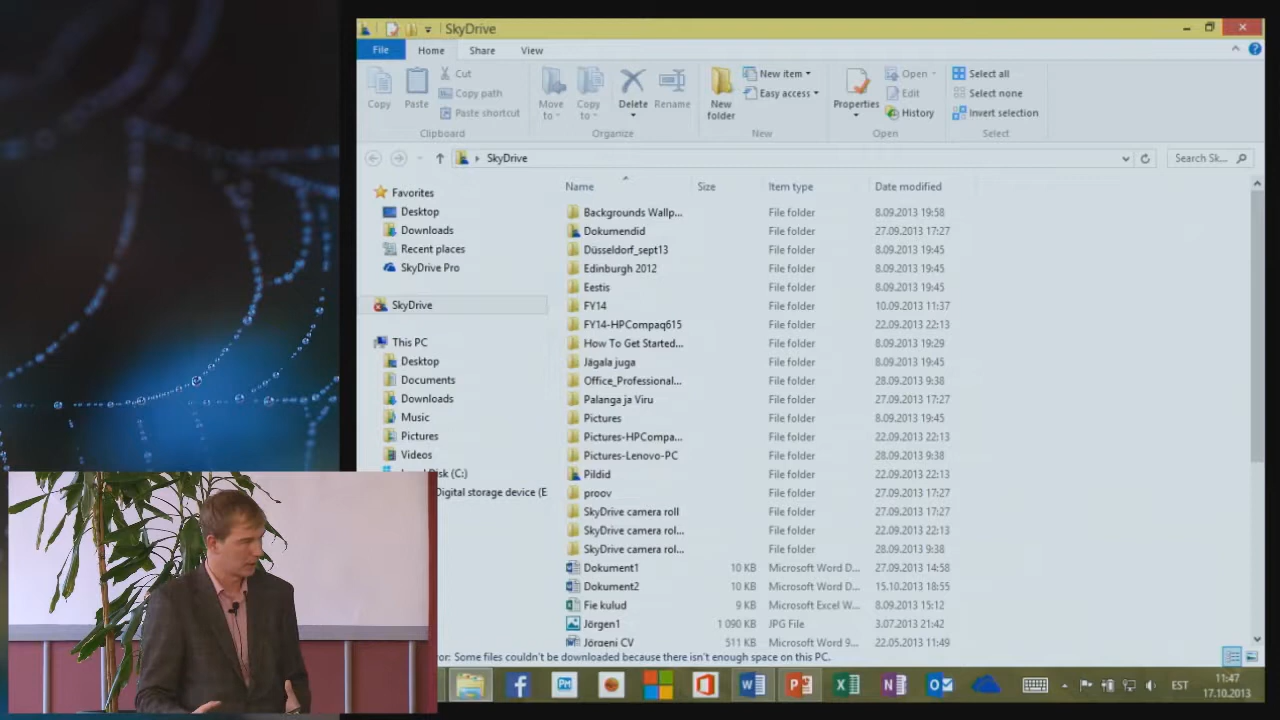 SkyDrive
File Home Share View
Copy Paste Cut Copy path Paste shortcut Clipboard
Move to Copy to Delete Rename Organize
New folder New item Easy access New
Properties Open Edit History Open
Select all Select none Invert selection Select
SkyDrive Search Sk...
Favorites
Desktop
Downloads
Recent places
SkyDrive Pro
SkyDrive
This PC
Desktop
Documents
Downloads
Music
Pictures
Videos
Disk (C:)
Digital storage device (E
Name Size Item type Date modified
Backgrounds Wallp... File folder 8.09.2013 19:58
Dokumendid File folder 27.09.2013 17:27
Düsseldorf_sept13 File folder 8.09.2013 19:45
Edinburgh 2012 File folder 8.09.2013 19:45
Eestis File folder 8.09.2013 19:45
FY14 File folder 10.09.2013 11:37
FY14-HPCompaq615 File folder 22.09.2013 22:13
How To Get Started... File folder 8.09.2013 19:29
Jägala juga File folder 8.09.2013 19:45
Office_Professional... File folder 28.09.2013 9:38
Palanga ja Viru File folder 27.09.2013 17:27
Pictures File folder 8.09.2013 19:45
Pictures-HPCompa... File folder 22.09.2013 22:13
Pictures-Lenovo-PC File folder 28.09.2013 9:38
Pildid File folder 22.09.2013 22:13
proov File folder 27.09.2013 17:27
SkyDrive camera roll File folder 27.09.2013 17:27
SkyDrive camera rol... File folder 22.09.2013 22:13
SkyDrive camera rol... File folder 28.09.2013 9:38
Dokument1 10 KB Microsoft Word D... 27.09.2013 14:58
Dokument2 10 KB Microsoft Word D... 15.10.2013 18:55
Fie kulud 9 KB Microsoft Excel W... 8.09.2013 15:12
Jörgen1 1 090 KB JPG File 3.07.2013 21:42
Jörgeni CV 511 KB Microsoft Word 9... 22.05.2013 11:49
or: Some files couldn't be downloaded because there isn't enough space on this PC.
EST 11:47
17.10.2013